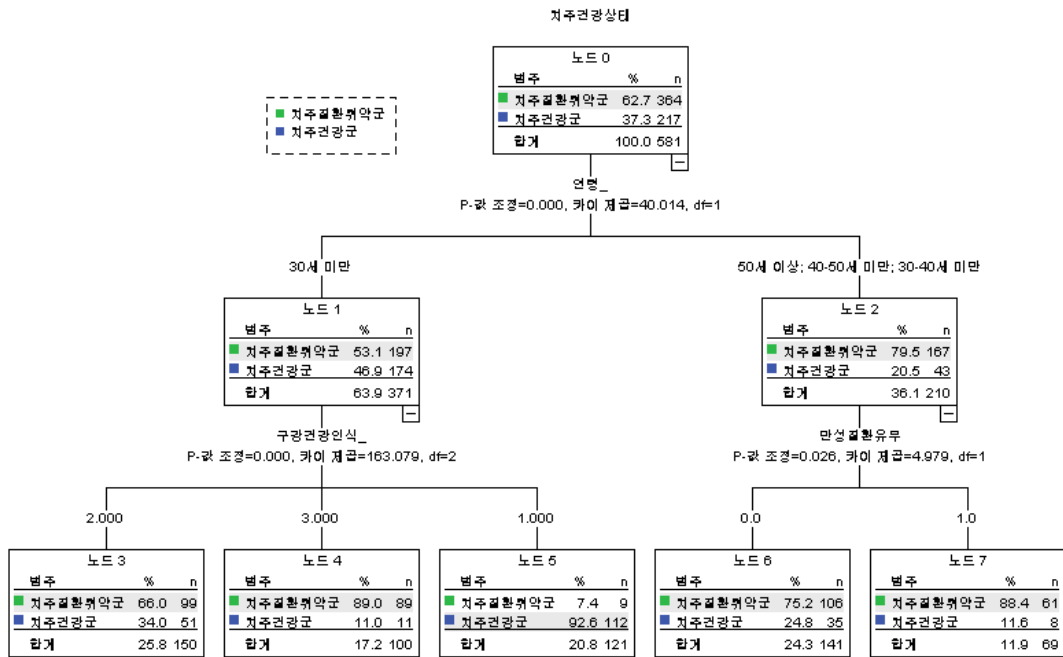 치주건강상태
노드 0
범주 % n
치주질환취약군 62.7 364
치주건강군 37.3 217
합계 100.0 581
치주질환취약군
치주건강군
연령_
P-값 조정=0.000, 카이 제곱=40.014, df=1
30세 미만
50세 이상; 40-50세 미만; 30-40세 미만
노드 1
범주 % n
치주질환취약군 53.1 197
치주건강군 46.9 174
합계 63.9 371
노드 2
범주 % n
치주질환취약군 79.5 167
치주건강군 20.5 43
합계 36.1 210
구강건강인식_
P-값 조정=0.000, 카이 제곱=163.079, df=2
만성질환유무
P-값 조정=0.026, 카이 제곱=4.979, df=1
2.000
3.000
1.000
0.0
1.0
노드 3
범주 % n
치주질환취약군 66.0 99
치주건강군 34.0 51
합계 25.8 150
노드 4
범주 % n
치주질환취약군 89.0 89
치주건강군 11.0 11
합계 17.2 100
노드 5
범주 % n
치주질환취약군 7.4 9
치주건강군 92.6 112
합계 20.8 121
노드 6
범주 % n
치주질환취약군 75.2 106
치주건강군 24.8 35
합계 24.3 141
노드 7
범주 % n
치주질환취약군 88.4 61
치주건강군 11.6 8
합계 11.9 69